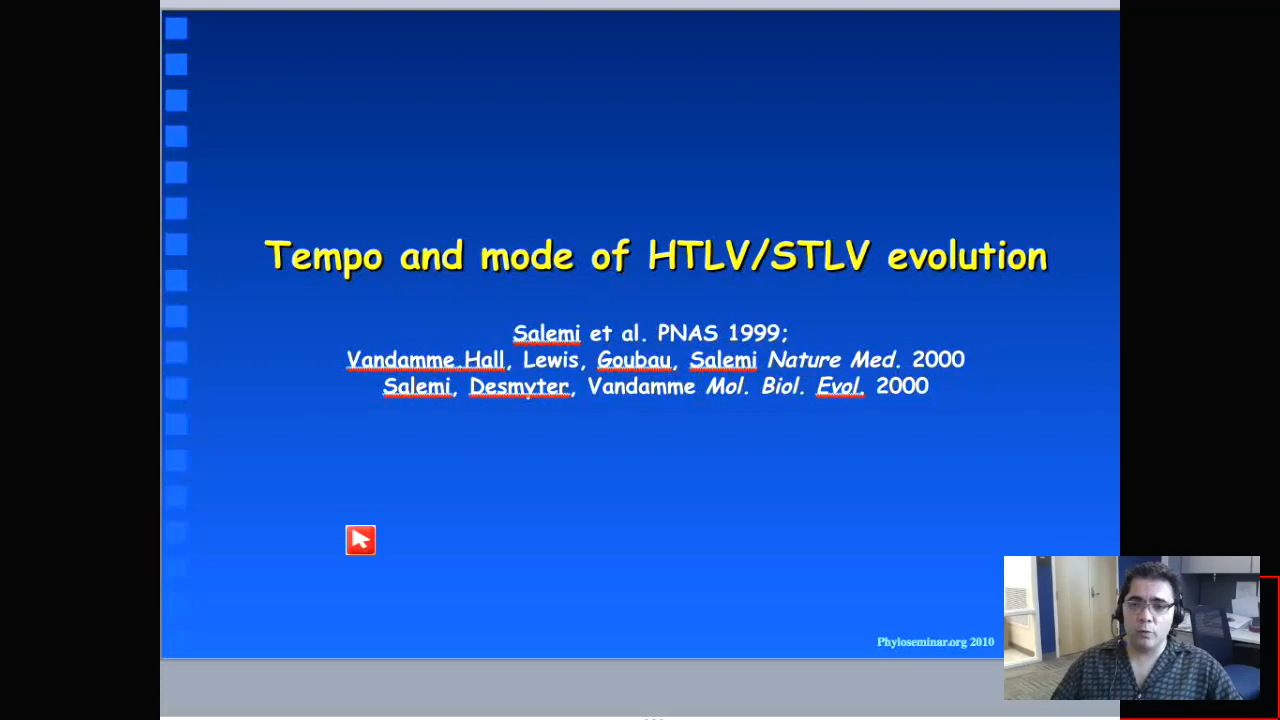 Tempo and mode of HTLV/STLV evolution
Salemi et al. PNAS 1999;
Vandamme,Hall, Lewis, Goubau, Salemi Nature Med. 2000
Salemi, Desmyter, Vandamme Mol. Biol. Evol. 2000
Phyloseminar.org 2010